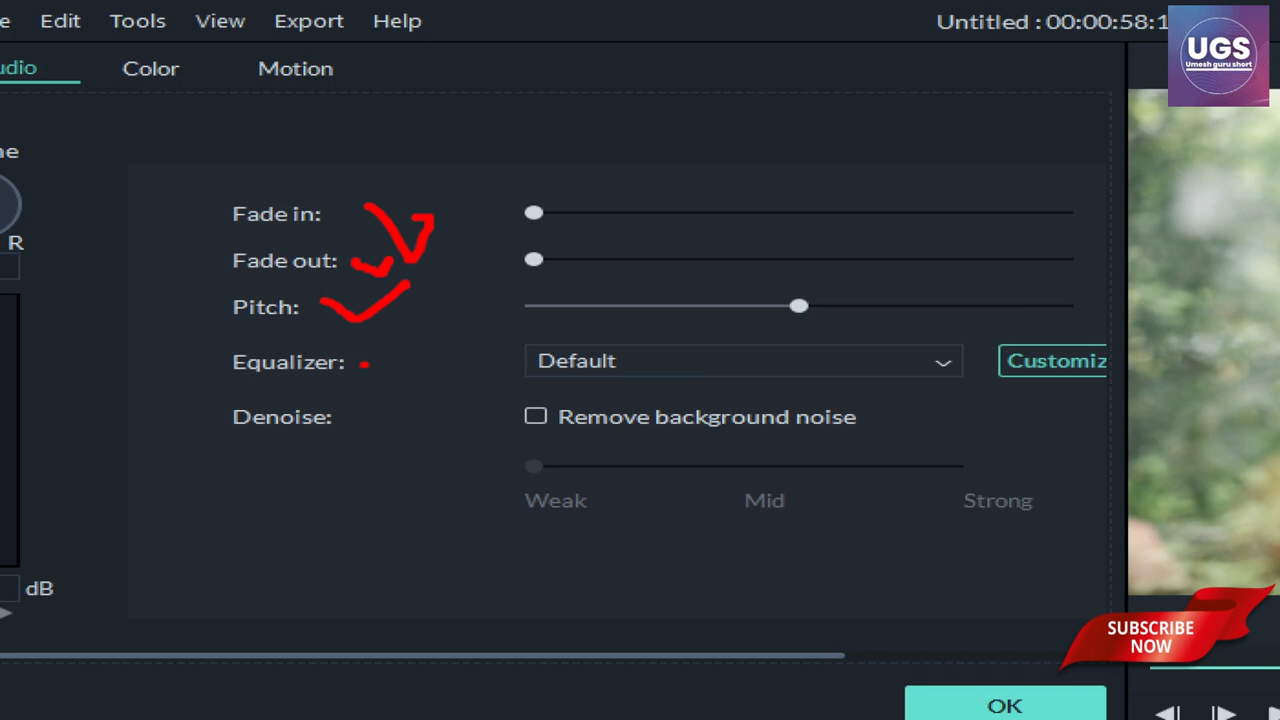 e Edit Tools View Export Help
Untitled : 00:00:58:1
UGS
Umesh guru short
udio Color Motion
ne
R
Fade in:
Fade out:
Pitch:
Equalizer: Default Customiz
Denoise: Remove background noise
Weak Mid Strong
dB
SUBSCRIBE
NOW
OK